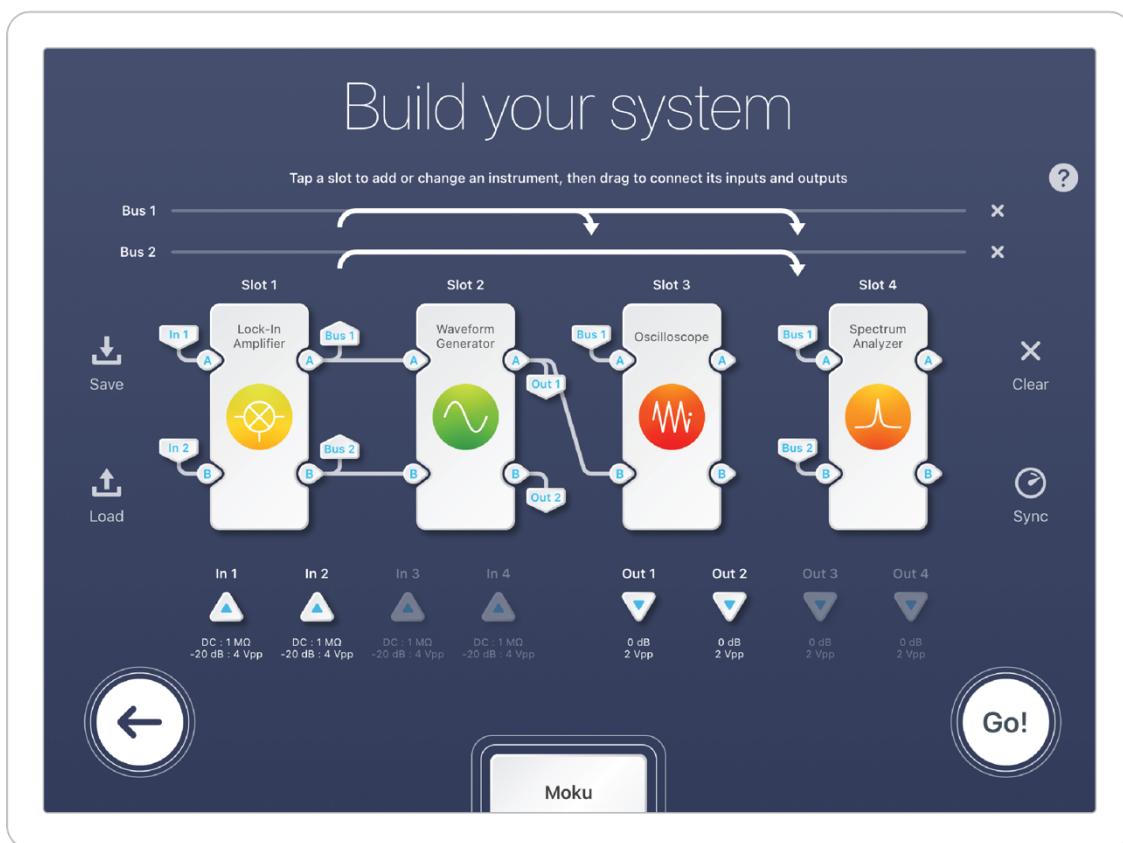 Build your system
Tap a slot to add or change an instrument, then drag to connect its inputs and outputs
?
Bus 1
Bus 2
Slot 1 Slot 2 Slot 3 Slot 4
In 1 Lock-In Amplifier A A Bus 1
In 2 B B Bus 2
Waveform Generator A A Out 1
B B Out 2
Bus 1 Oscilloscope A A
B B
Bus 1 Spectrum Analyzer A A
Bus 2 B B
Save
Load
Clear
Sync
In 1 In 2 In 3 In 4 Out 1 Out 2 Out 3 Out 4
DC : 1 MΩ DC : 1 MΩ DC : 1 MΩ DC : 1 MΩ 0 dB 0 dB 0 dB 0 dB
-20 dB : 4 Vpp -20 dB : 4 Vpp -20 dB : 4 Vpp -20 dB : 4 Vpp 2 Vpp 2 Vpp 2 Vpp 2 Vpp
Go!
Moku